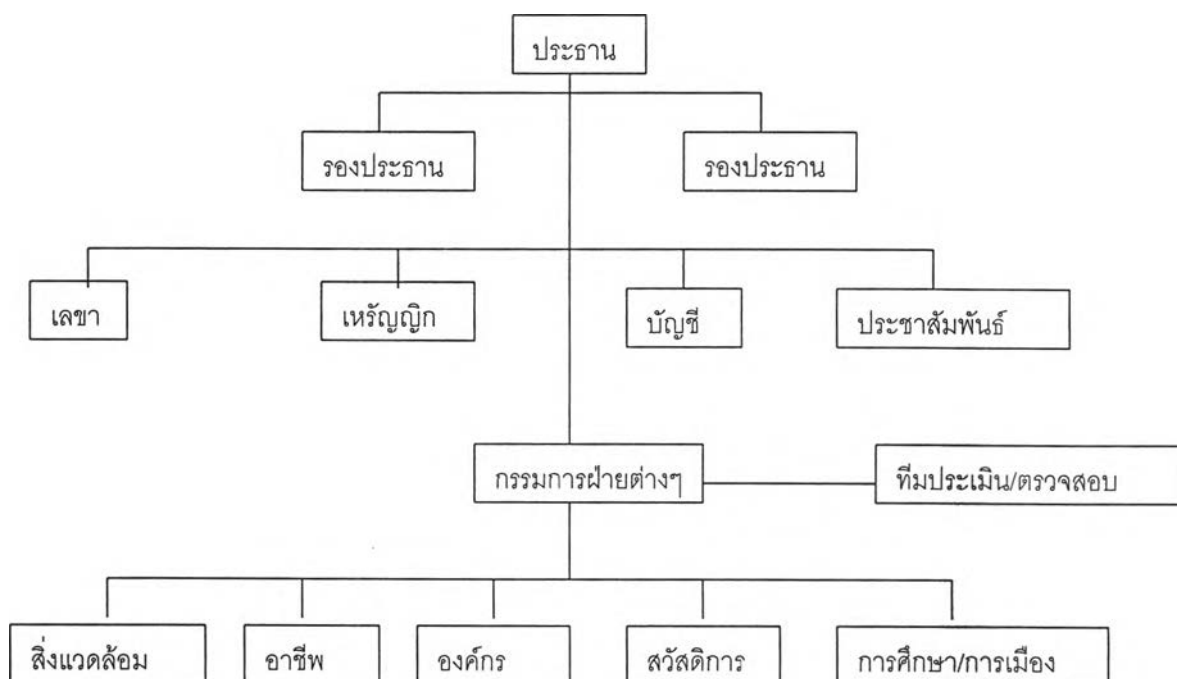 ประธาน
รองประธาน
รองประธาน
เลขา
เหรัญญิก
บัญชี
ประชาสัมพันธ์
กรรมการฝ่ายต่างๆ
ทีมประเมิน/ตรวจสอบ
สิ่งแวดล้อม
อาชีพ
องค์กร
สวัสดิการ
การศึกษา/การเมือง